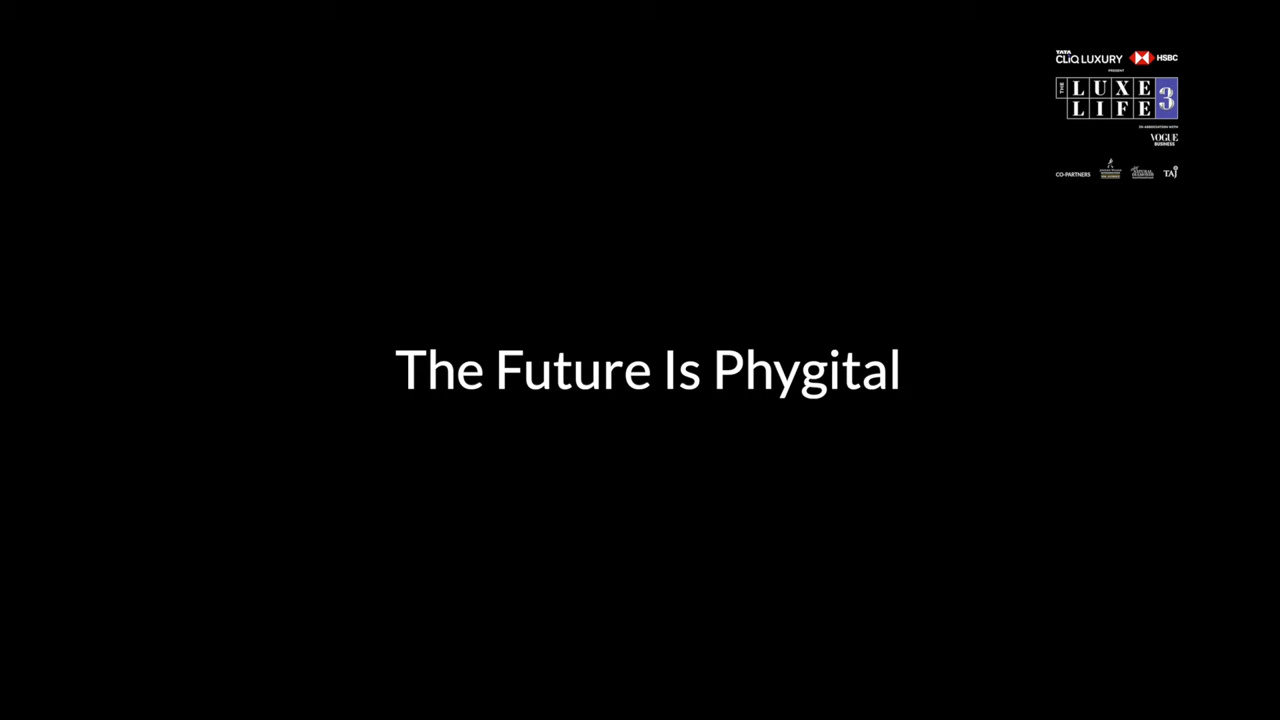 TATA
CLiQ LUXURY HSBC
PRESENT
THE LUXE
LIFE 3
IN ASSOCIATION WITH
VOGUE
BUSINESS
CO-PARTNERS TAJ
The Future Is Phygital